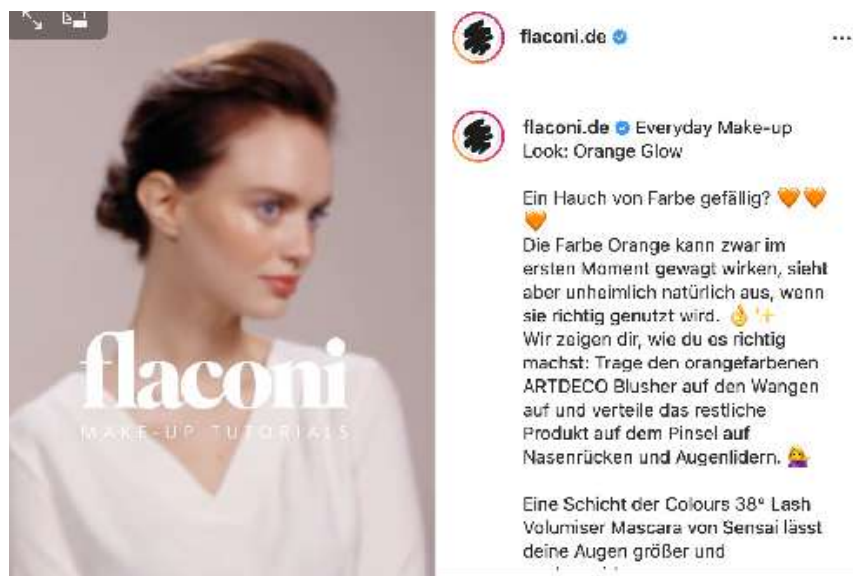 flaconi
MAKE-UP TUTORIALS
flaconi.de
flaconi.de Everyday Make-up
Look: Orange Glow
Ein Hauch von Farbe gefällig? 🧡🧡
🧡
Die Farbe Orange kann zwar im
ersten Moment gewagt wirken, sieht
aber unheimlich natürlich aus, wenn
sie richtig genutzt wird. 👌✨
Wir zeigen dir, wie du es richtig
machst: Trage den orangefarbenen
ARTDECO Blusher auf den Wangen
auf und verteile das restliche
Produkt auf dem Pinsel auf
Nasenrücken und Augenlidern. 💁‍♀️
Eine Schicht der Colours 38° Lash
Volumiser Mascara von Sensai lässt
deine Augen größer und